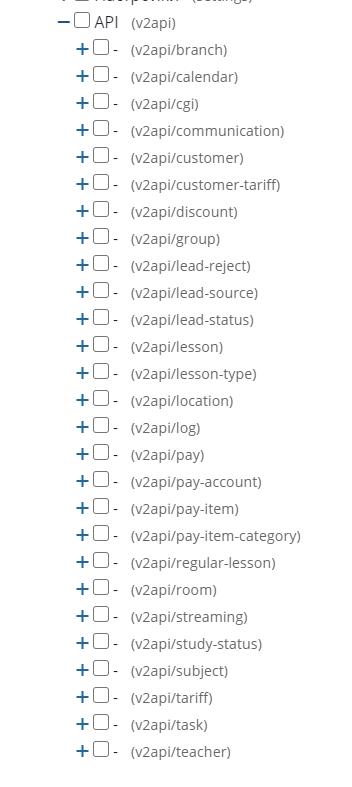 (settings)
API (v2api)
- (v2api/branch)
- (v2api/calendar)
- (v2api/cgi)
- (v2api/communication)
- (v2api/customer)
- (v2api/customer-tariff)
- (v2api/discount)
- (v2api/group)
- (v2api/lead-reject)
- (v2api/lead-source)
- (v2api/lead-status)
- (v2api/lesson)
- (v2api/lesson-type)
- (v2api/location)
- (v2api/log)
- (v2api/pay)
- (v2api/pay-account)
- (v2api/pay-item)
- (v2api/pay-item-category)
- (v2api/regular-lesson)
- (v2api/room)
- (v2api/streaming)
- (v2api/study-status)
- (v2api/subject)
- (v2api/tariff)
- (v2api/task)
- (v2api/teacher)